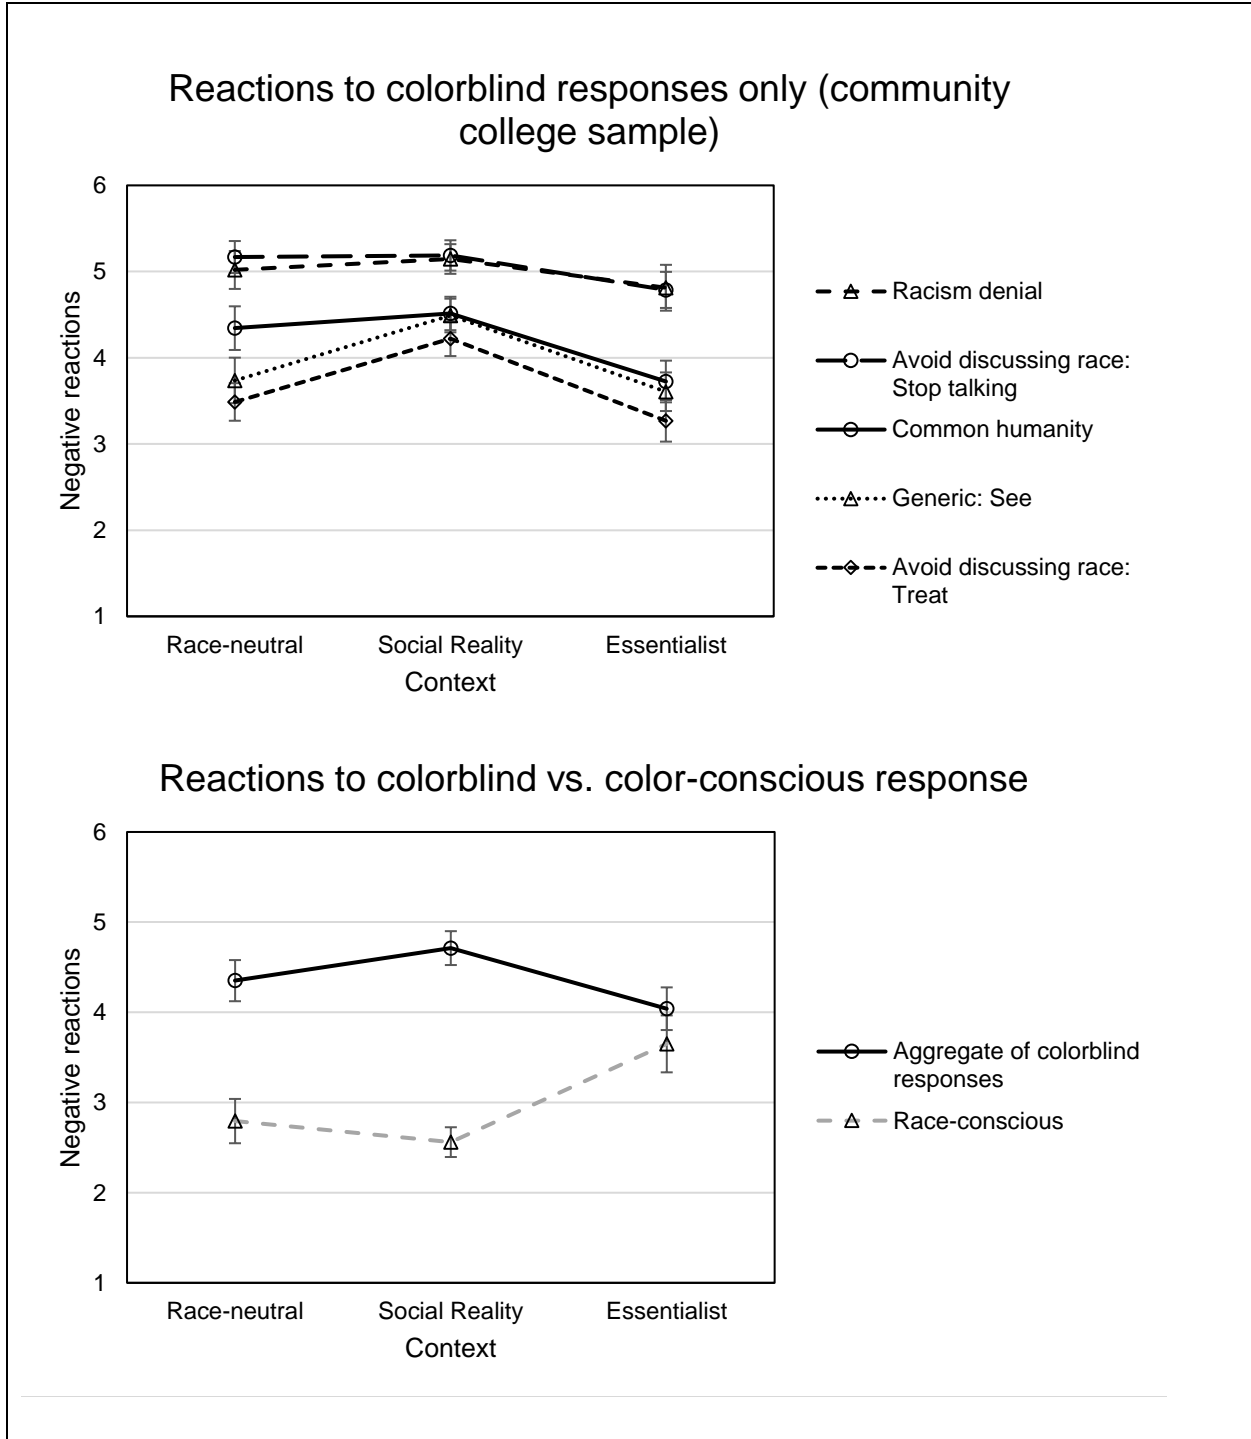 Reactions to colorblind responses only (community
college sample)
6
5
4
3
2
1
Negative reactions
Race-neutral
Social Reality
Essentialist
Context
Racism denial
Avoid discussing race:
Stop talking
Common humanity
Generic: See
Avoid discussing race:
Treat
Reactions to colorblind vs. color-conscious response
6
5
4
3
2
1
Negative reactions
Race-neutral
Social Reality
Essentialist
Context
Aggregate of colorblind
responses
Race-conscious